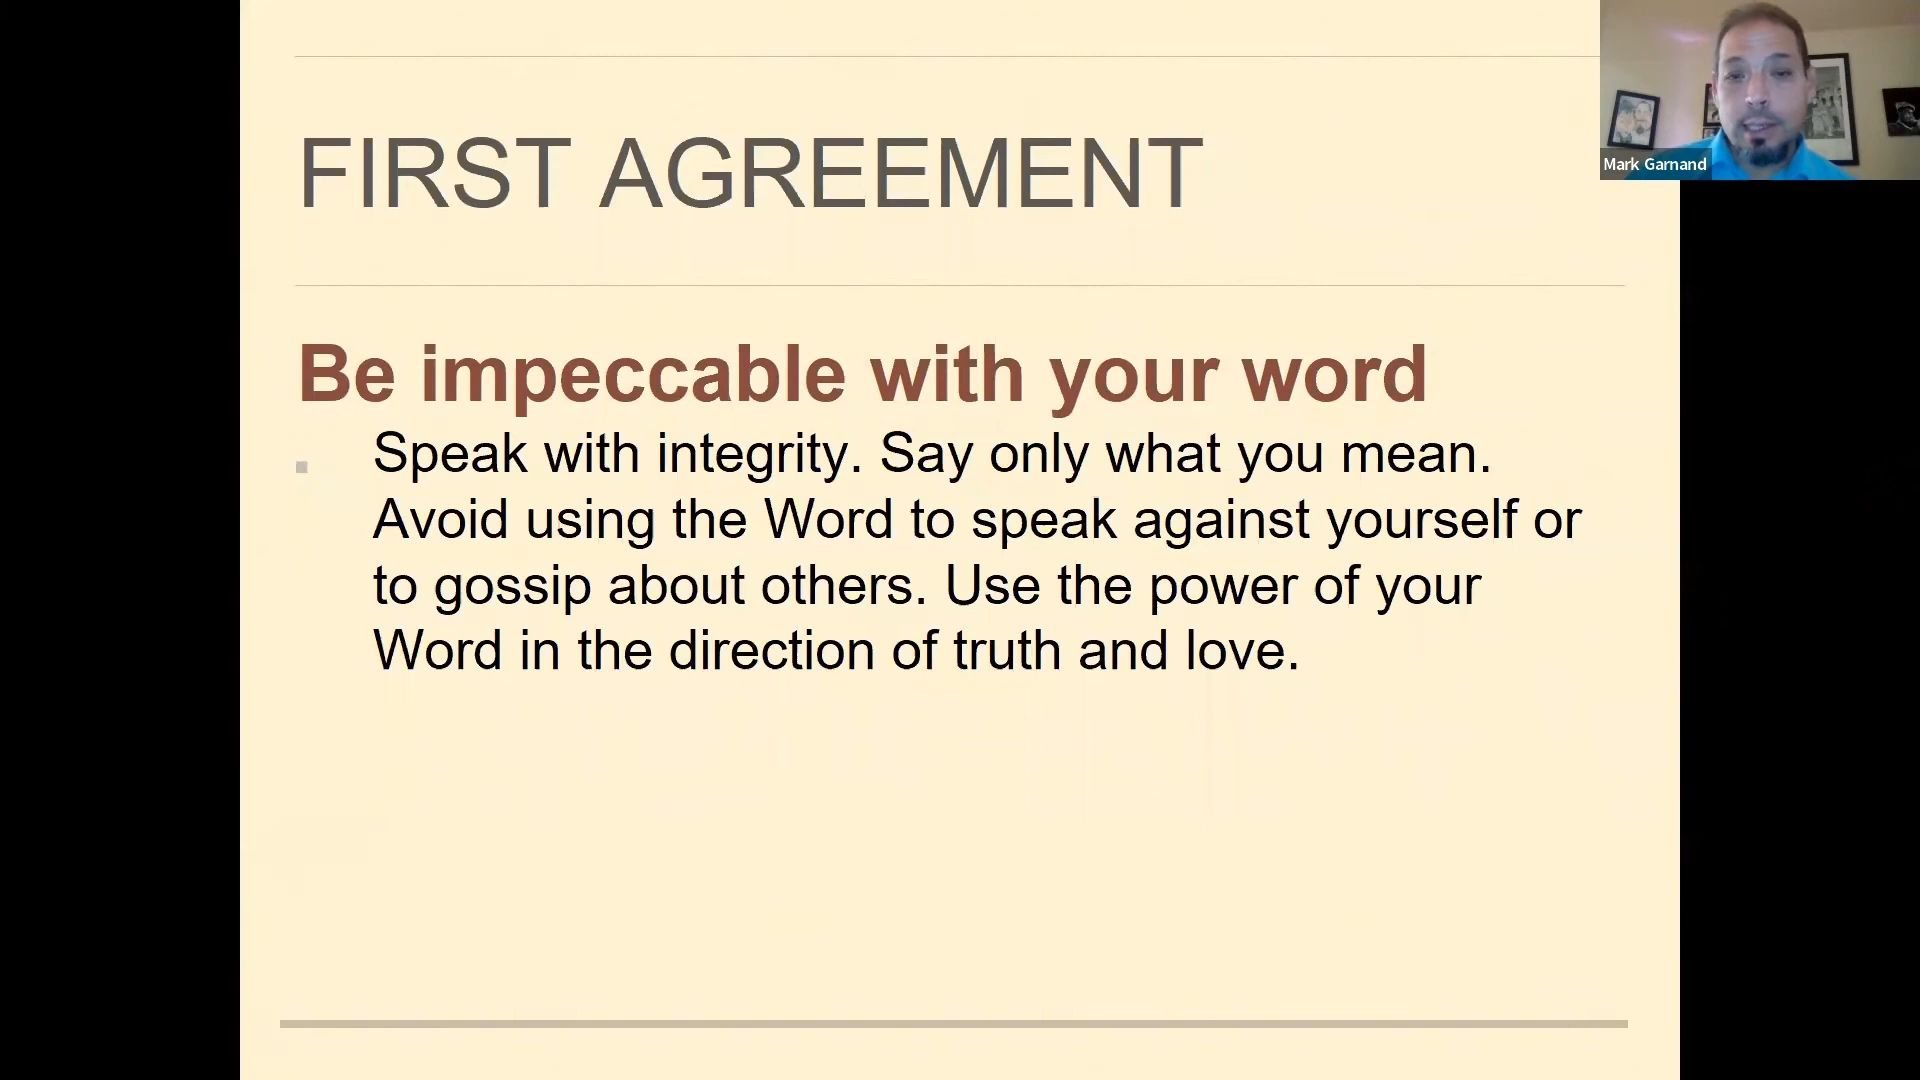 FIRST AGREEMENT
Be impeccable with your word
Speak with integrity. Say only what you mean.
Avoid using the Word to speak against yourself or
to gossip about others. Use the power of your
Word in the direction of truth and love.
Mark Garnand